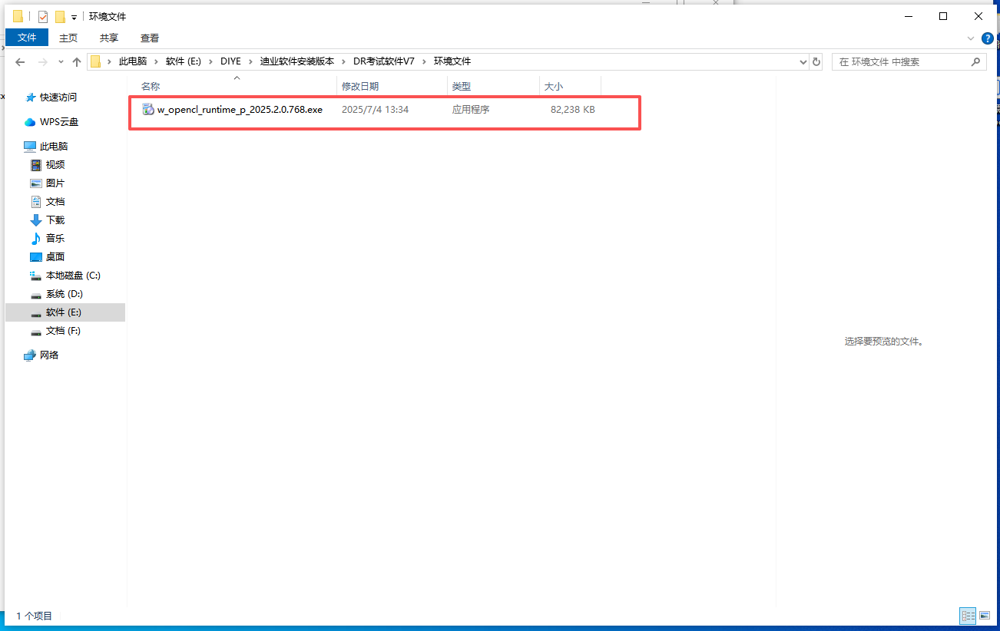 环境文件
文件 主页 共享 查看
此电脑 软件 (E:) DIYE 迪业软件安装版本 DR考试软件V7 环境文件
在 环境文件 中搜索
名称 修改日期 类型 大小
w_opencl_runtime_p_2025.2.0.768.exe 2025/7/4 13:34 应用程序 82,238 KB
快速访问
WPS云盘
此电脑
视频
图片
文档
下载
音乐
桌面
本地磁盘 (C:)
系统 (D:)
软件 (E:)
文档 (F:)
网络
选择要预览的文件。
1 个项目